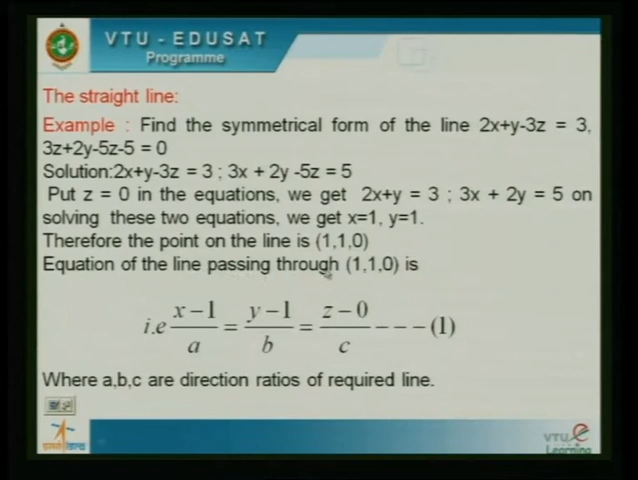 VTU - EDUSAT
Programme
The straight line:
Example : Find the symmetrical form of the line 2x+y-3z = 3,
3z+2y-5z-5 = 0
Solution:2x+y-3z = 3 ; 3x + 2y -5z = 5
Put z = 0 in the equations, we get 2x+y = 3 ; 3x + 2y = 5 on
solving these two equations, we get x=1, y=1.
Therefore the point on the line is (1,1,0)
Equation of the line passing through (1,1,0) is
i.e x-1/a = y-1/b = z-0/c ----(1)
Where a,b,c are direction ratios of required line.
VTU e
Learning